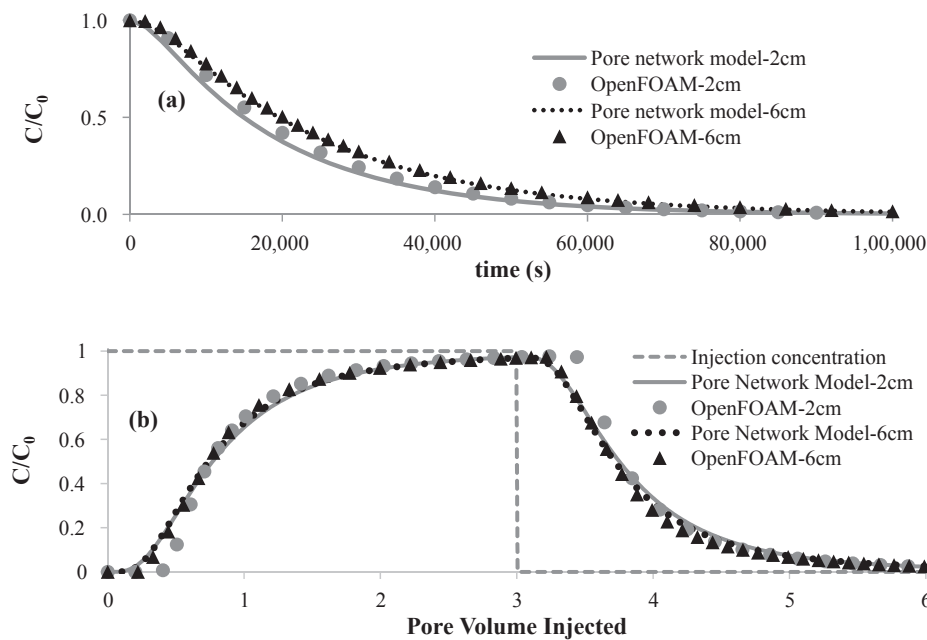 1.0
0.5
0.0
C/C0
(a)
Pore network model-2cm
OpenFOAM-2cm
Pore network model-6cm
OpenFOAM-6cm
0
20,000
40,000
60,000
80,000
1,00,000
time (s)
1
0.8
0.6
0.4
0.2
0
C/C0
(b)
Injection concentration
Pore Network Model-2cm
OpenFOAM-2cm
Pore Network Model-6cm
OpenFOAM-6cm
0
1
2
3
4
5
6
Pore Volume Injected